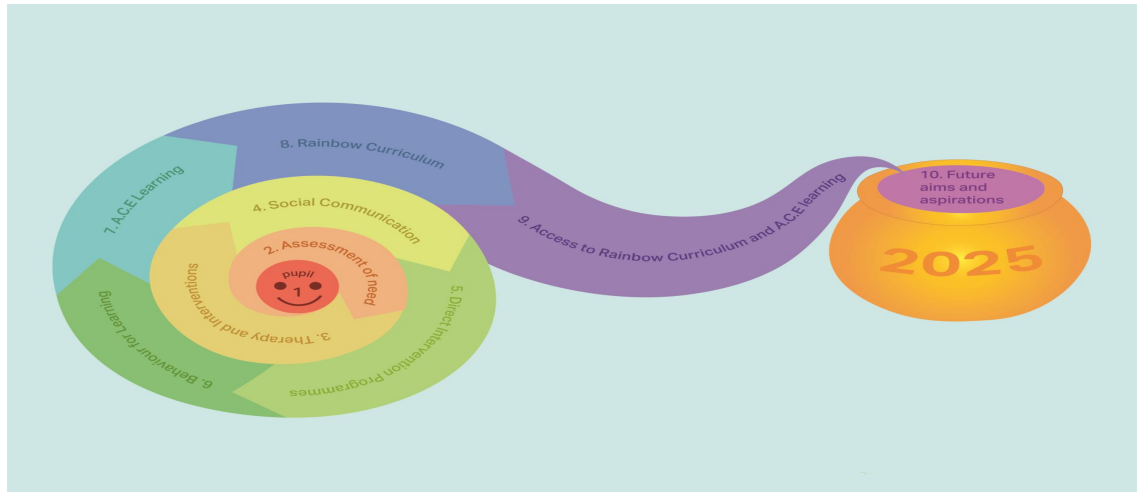 pupil
1
2. Assessment of need
3. Therapy and Interventions
4. Social Communication
5. Direct Intervention Programmes
6. Behaviour for Learning
7. A.C.E Learning
8. Rainbow Curriculum
9. Access to Rainbow Curriculum and A.C.E learning
10. Future
aims and
aspirations
2025